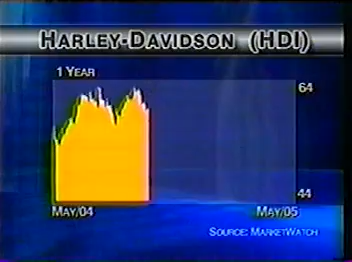 HARLEY-DAVIDSON (HDI)
1 YEAR
64
44
MAY/04 MAY/05
SOURCE: MARKETWATCH